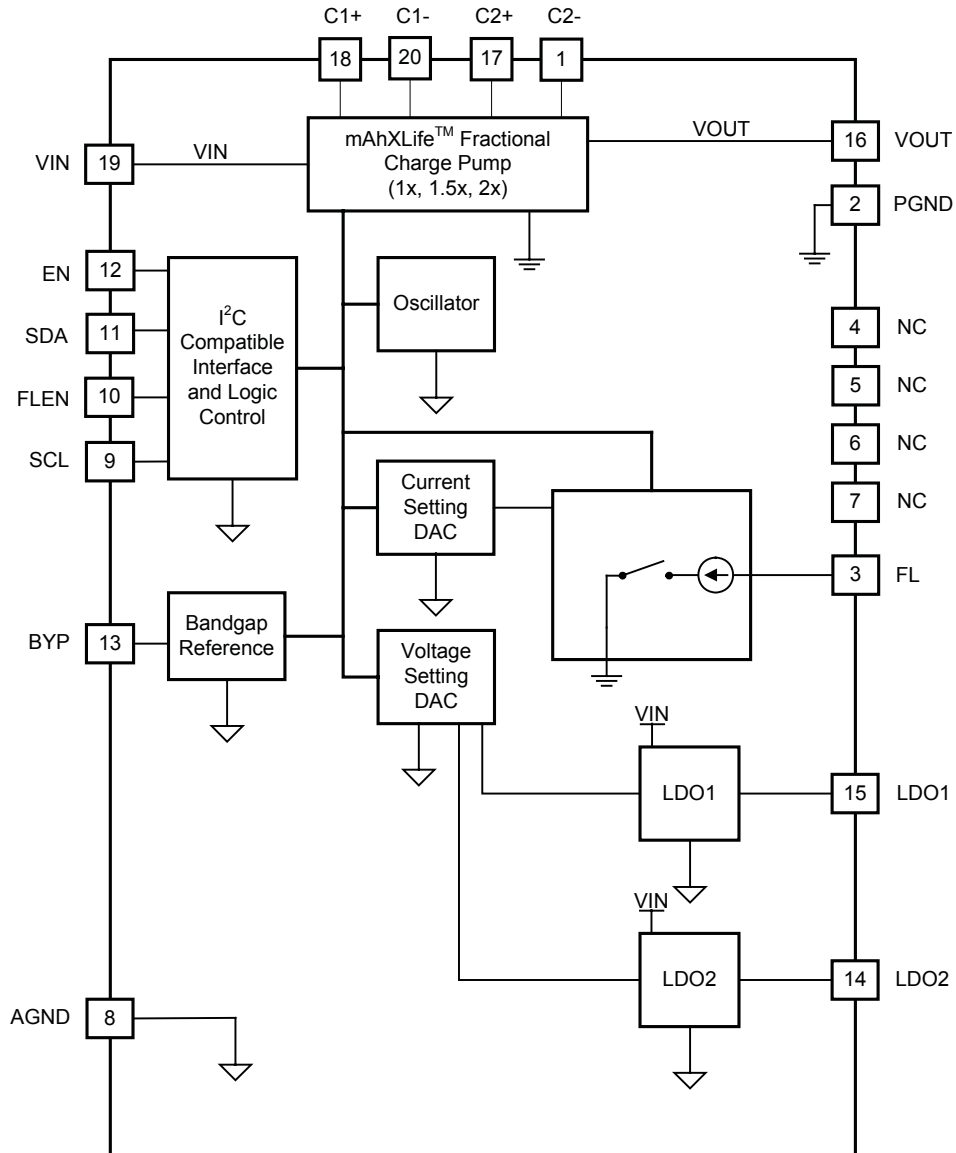 C1+ C1- C2+ C2-
18 20 17 1
mAhXLife™ Fractional
Charge Pump
(1x, 1.5x, 2x)
VIN 19 VIN
VOUT 16 VOUT
2 PGND
EN 12
SDA 11
FLEN 10
SCL 9
I²C
Compatible
Interface
and Logic
Control
Oscillator
4 NC
5 NC
6 NC
7 NC
Current
Setting
DAC
3 FL
BYP 13
Bandgap
Reference
Voltage
Setting
DAC
VIN
LDO1
15 LDO1
VIN
LDO2
14 LDO2
AGND 8